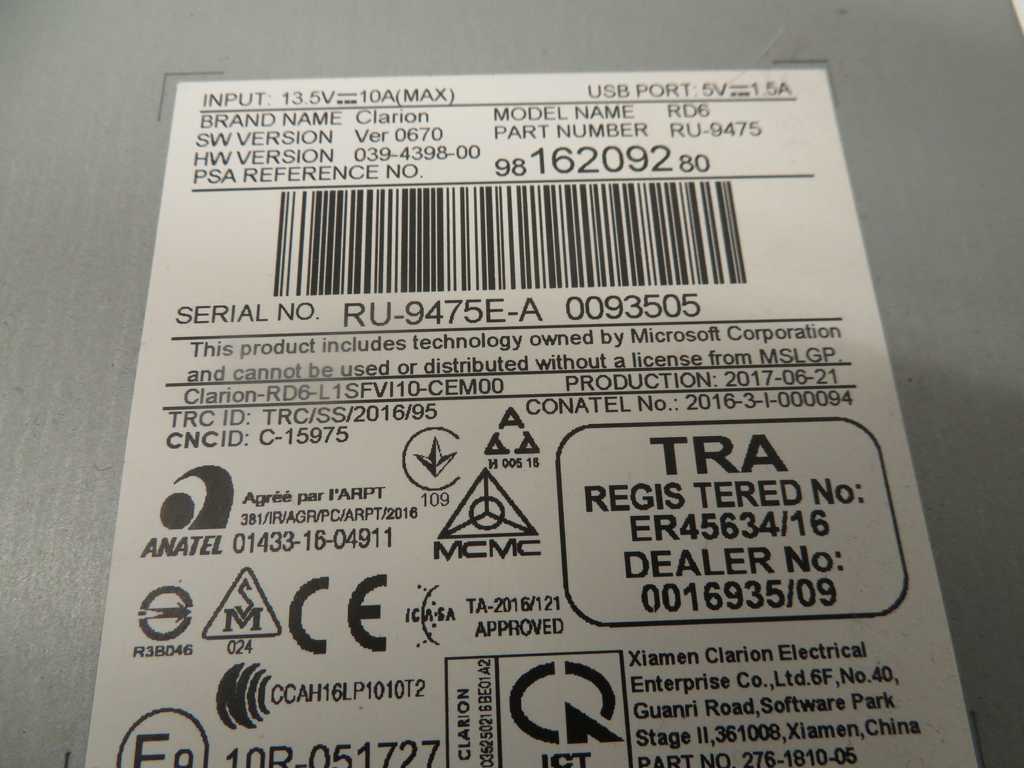 INPUT: 13.5V⎓10A(MAX) USB PORT: 5V⎓1.5A
BRAND NAME Clarion MODEL NAME RD6
SW VERSION Ver 0670 PART NUMBER RU-9475
HW VERSION 039-4398-00
PSA REFERENCE NO. 98 162092 80
SERIAL NO. RU-9475E-A 0093505
This product includes technology owned by Microsoft Corporation
and cannot be used or distributed without a license from MSLGP.
Clarion-RD6-L1SFVI10-CEM00 PRODUCTION: 2017-06-21
TRC ID: TRC/SS/2016/95 CONATEL No.: 2016-3-I-000094
CNCID: C-15975
109
H 005 16
TRA
REGIS TERED No:
ER45634/16
DEALER No:
0016935/09
Agréé par l'ARPT
381/IR/AGR/PC/ARPT/2016
ANATEL 01433-16-04911
MCMC
R3B046
SM
024
CE
ICASA
TA-2016/121
APPROVED
CCAH16LP1010T2
10R-051727
CLARION
ICT
Xiamen Clarion Electrical
Enterprise Co.,Ltd.6F,No.40,
Guanri Road,Software Park
Stage II,361008,Xiamen,China
PART NO. 276-1810-05